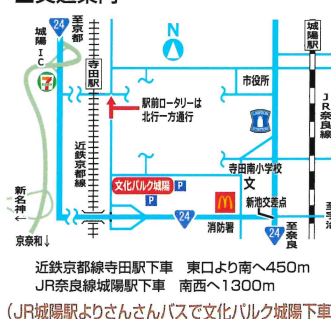 至京都
24
城陽IC
7
寺田駅
N
城陽駅
市役所
JR奈良線
駅前ロータリーは
北行一方通行
LAWSON
STATION
近鉄京都線
寺田南小学校
文
文化パルク城陽
P
P
M
新池交差点
新名神↓
24
消防署
24
至奈良
京奈和↓
近鉄京都線寺田駅下車 東口より南へ450m
JR奈良線城陽駅下車 南西へ1300m
(JR城陽駅よりさんさんバスで文化パルク城陽下車